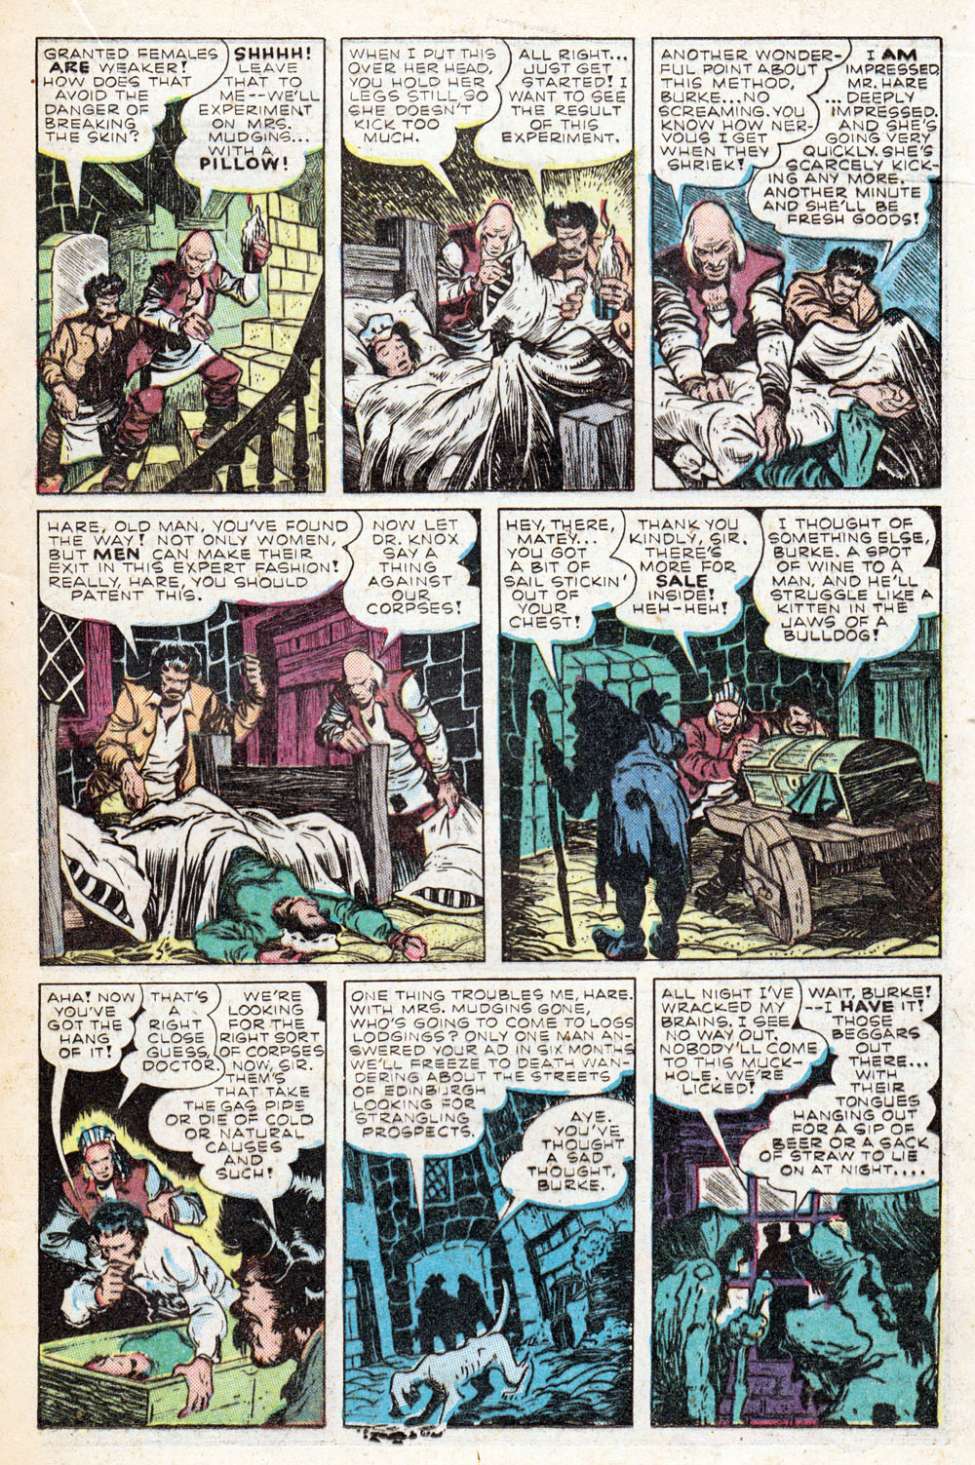 GRANTED FEMALES
ARE WEAKER!
HOW DOES THAT
AVOID THE
DANGER OF
BREAKING
THE SKIN?
SHHHH!
LEAVE
THAT TO
ME--WE'LL
EXPERIMENT
ON MRS.
MUDGINS...
WITH A
PILLOW!
WHEN I PUT THIS
OVER HER HEAD,
YOU HOLD HER
LEGS STILL, SO
SHE DOESN'T
KICK TOO
MUCH.
ALL RIGHT...
JUST GET
STARTED! I
WANT TO SEE
THE RESULT
OF THIS
EXPERIMENT.
ANOTHER WONDER-
FUL POINT ABOUT
THIS METHOD,
BURKE...NO
SCREAMING. YOU
KNOW HOW NER-
VOUS I GET
WHEN THEY
SHRIEK!
I AM
IMPRESSED,
MR. HARE
...DEEPLY
IMPRESSED.
AND SHE'S
GOING VERY
QUICKLY. SHE'S
SCARCELY KICK-
ING ANY MORE.
ANOTHER MINUTE
AND SHE'LL BE
FRESH GOODS!
HARE, OLD MAN, YOU'VE FOUND
THE WAY! NOT ONLY WOMEN,
BUT MEN CAN MAKE THEIR
EXIT IN THIS EXPERT FASHION!
REALLY, HARE, YOU SHOULD
PATENT THIS.
NOW LET
DR. KNOX
SAY A
THING
AGAINST
OUR
CORPSES!
HEY, THERE,
MATEY...
YOU GOT
A BIT OF
SAIL STICKIN'
OUT OF
YOUR
CHEST!
THANK YOU
KINDLY, SIR.
THERE'S
MORE FOR
SALE
INSIDE!
HEH-HEH!
I THOUGHT OF
SOMETHING ELSE,
BURKE. A SPOT
OF WINE TO A
MAN, AND HE'LL
STRUGGLE LIKE A
KITTEN IN THE
JAWS OF A
BULLDOG!
AHA! NOW
YOU'VE
GOT THE
HANG
OF IT!
THAT'S
A
RIGHT
CLOSE
GUESS,
DOCTOR.
WE'RE
LOOKING
FOR THE
RIGHT SORT
OF CORPSES
NOW, SIR.
THEM'S
THAT TAKE
THE GAS PIPE
OR DIE OF COLD
OR NATURAL
CAUSES
AND
SUCH!
ONE THING TROUBLES ME, HARE.
WITH MRS. MUDGINS GONE,
WHO'S GOING TO COME TO LOGS
LODGINGS? ONLY ONE MAN AN-
SWERED YOUR AD IN SIX MONTHS
WE'LL FREEZE TO DEATH WAN-
DERING ABOUT THE STREETS
OF EDINBURGH
LOOKING FOR
STRANGLING
PROSPECTS.
AYE.
YOU'VE
THOUGHT
A SAD
THOUGHT,
BURKE.
ALL NIGHT I'VE
WRACKED MY
BRAINS. I SEE
NO WAY OUT.
NOBODY'LL COME
TO THIS MUCK-
HOLE. WE'RE
LICKED!
WAIT, BURKE!
--I HAVE IT!
THOSE
BEGGARS
OUT
THERE...
WITH
THEIR
TONGUES
HANGING OUT
FOR A SIP OF
BEER OR A SACK
OF STRAW TO LIE
ON AT NIGHT....